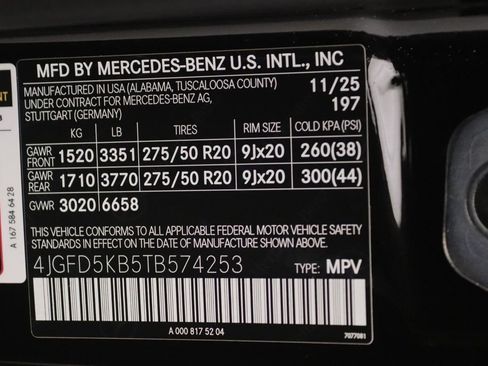 MFD BY MERCEDES-BENZ U.S. INTL., INC
MANUFACTURED IN USA (ALABAMA, TUSCALOOSA COUNTY) 11/25
UNDER CONTRACT FOR MERCEDES-BENZ AG, 197
STUTTGART (GERMANY)
KG LB TIRES RIM SIZE COLD KPA (PSI)
GAWR FRONT 1520 3351 275/50 R20 9Jx20 260(38)
GAWR REAR 1710 3770 275/50 R20 9Jx20 300(44)
GVWR 3020 6658
THIS VEHICLE CONFORMS TO ALL APPLICABLE FEDERAL MOTOR VEHICLE SAFETY
STANDARDS IN EFFECT ON THE DATE OF MANUFACTURE SHOWN ABOVE.
4JGFD5KB5TB574253 TYPE: MPV
A 000 817 52 04 7077081
A 167 584 64 28